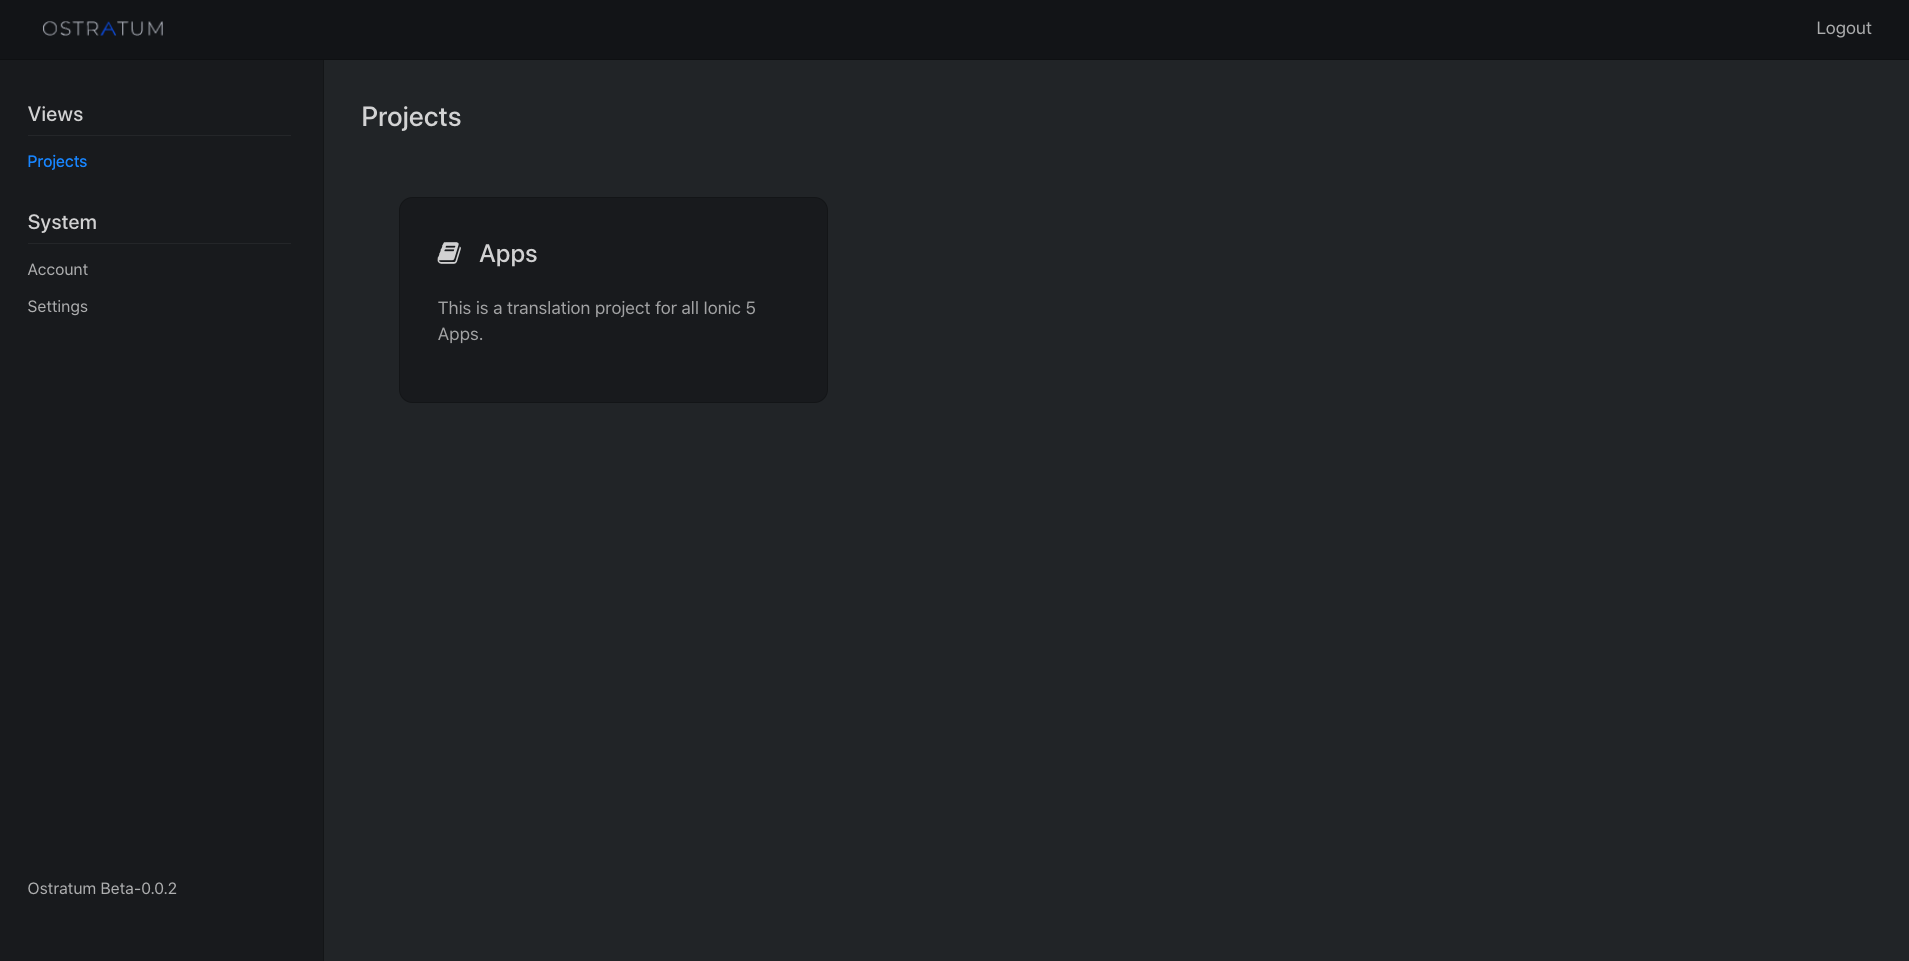 OSTRATUM
Logout
Views
Projects
System
Account
Settings
Ostratum Beta-0.0.2
Projects
Apps
This is a translation project for all Ionic 5
Apps.